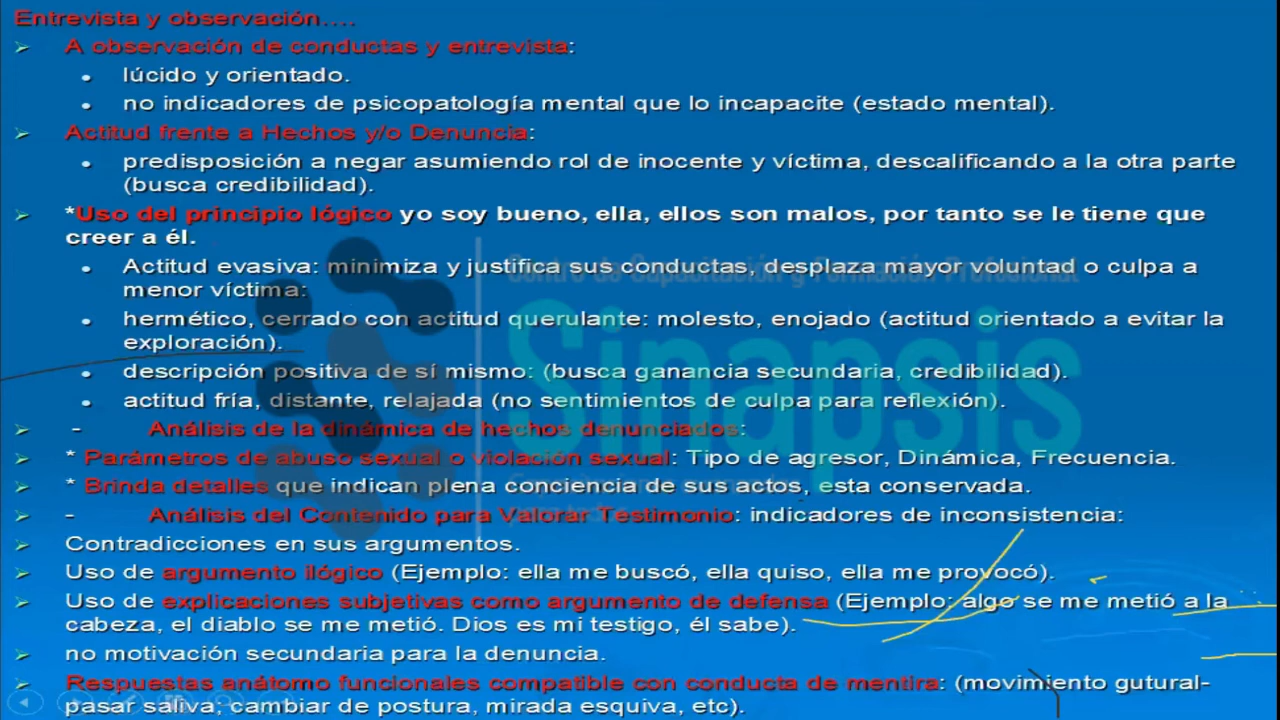 Entrevista y observación....
A observación de conductas y entrevista:
lúcido y orientado.
no indicadores de psicopatología mental que lo incapacite (estado mental).
Actitud frente a Hechos y/o Denuncia:
predisposición a negar asumiendo rol de inocente y víctima, descalificando a la otra parte
(busca credibilidad).
*Uso del principio lógico yo soy bueno, ella, ellos son malos, por tanto se le tiene que
creer a él.
Actitud evasiva: minimiza y justifica sus conductas, desplaza mayor voluntad o culpa a
menor víctima:
hermético, cerrado con actitud querulante: molesto, enojado (actitud orientado a evitar la
exploración).
descripción positiva de sí mismo: (busca ganancia secundaria, credibilidad).
actitud fría, distante, relajada (no sentimientos de culpa para reflexión).
- Análisis de la dinámica de hechos denunciados:
* Parámetros de abuso sexual o violación sexual: Tipo de agresor, Dinámica, Frecuencia.
* Brinda detalles que indican plena conciencia de sus actos, esta conservada.
- Análisis del Contenido para Valorar Testimonio: indicadores de inconsistencia:
Contradicciones en sus argumentos.
Uso de argumento ilógico (Ejemplo: ella me buscó, ella quiso, ella me provocó).
Uso de explicaciones subjetivas como argumento de defensa (Ejemplo: algo se me metió a la
cabeza, el diablo se me metió. Dios es mi testigo, él sabe).
no motivación secundaria para la denuncia.
Respuestas anátomo funcionales compatible con conducta de mentira: (movimiento gutural-
pasar saliva, cambiar de postura, mirada esquiva, etc).
Centro de Capacitación y Formación Profesional
Sinapsis